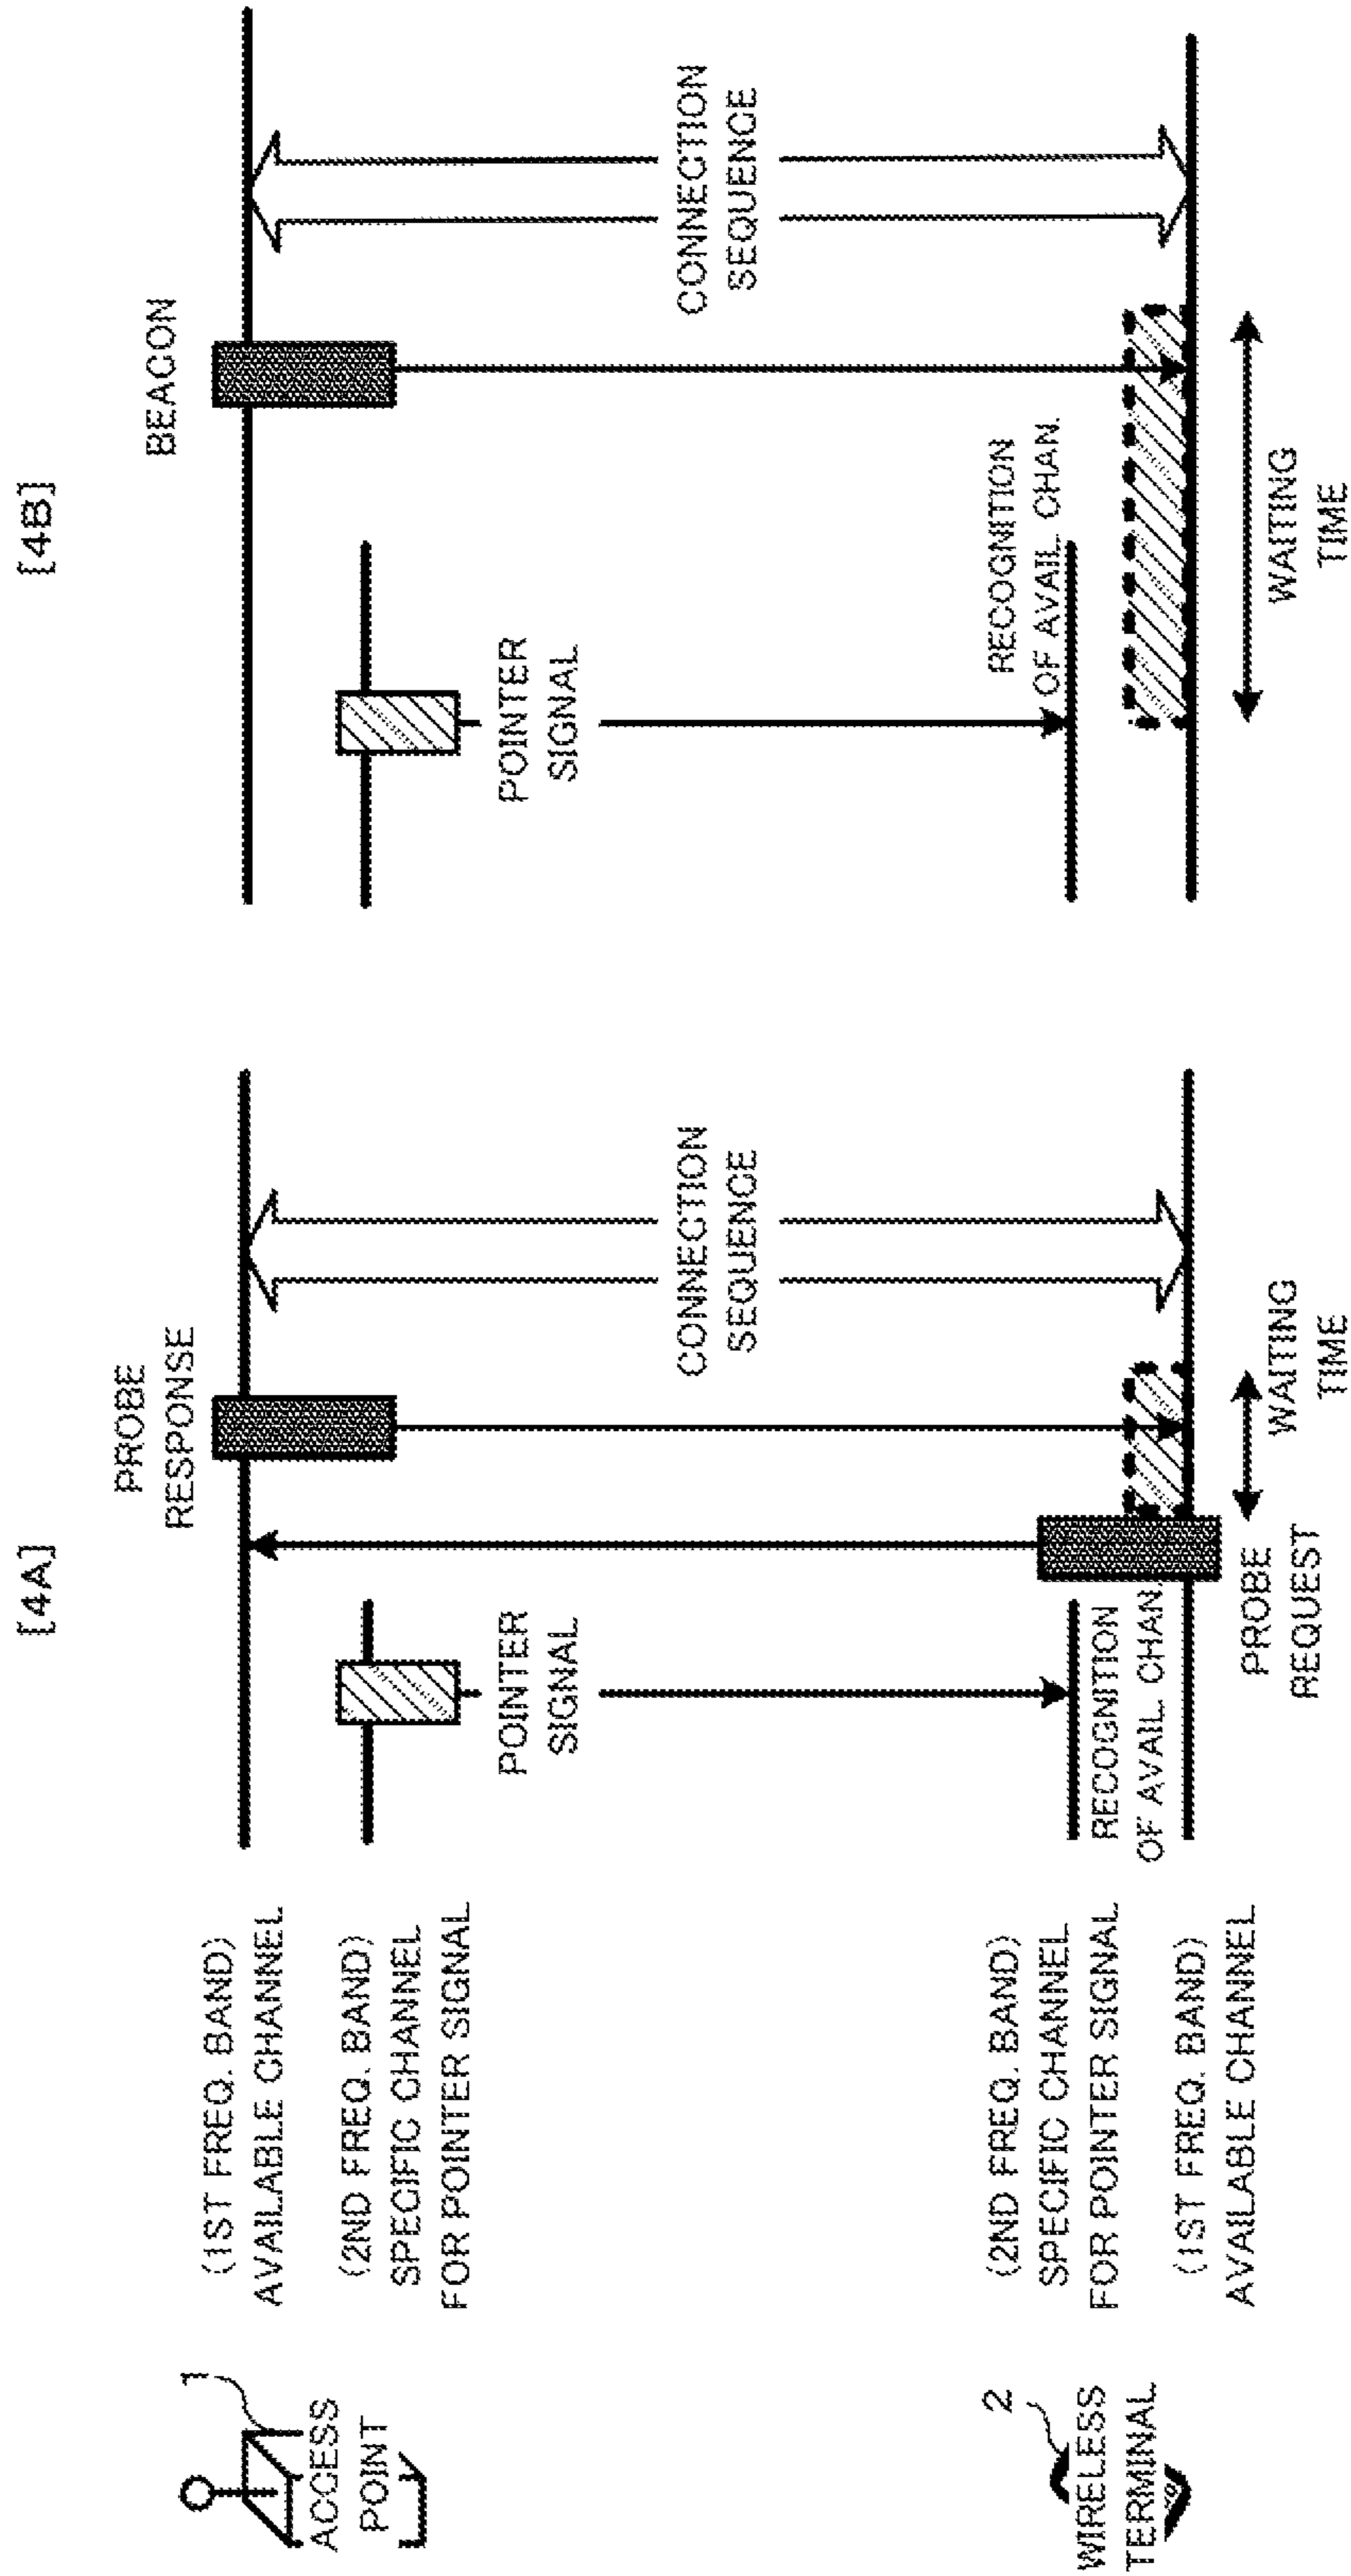 [4A]
[4B]
1
ACCESS
POINT
(1ST FREQ. BAND)
AVAILABLE CHANNEL
(2ND FREQ. BAND)
SPECIFIC CHANNEL
FOR POINTER SIGNAL
PROBE
RESPONSE
BEACON
POINTER
SIGNAL
CONNECTION
SEQUENCE
POINTER
SIGNAL
CONNECTION
SEQUENCE
2
WIRELESS
TERMINAL
(2ND FREQ. BAND)
SPECIFIC CHANNEL
FOR POINTER SIGNAL
(1ST FREQ. BAND)
AVAILABLE CHANNEL
RECOGNITION
OF AVAIL. CHAN.
PROBE
REQUEST
WAITING
TIME
RECOGNITION
OF AVAIL. CHAN.
WAITING
TIME